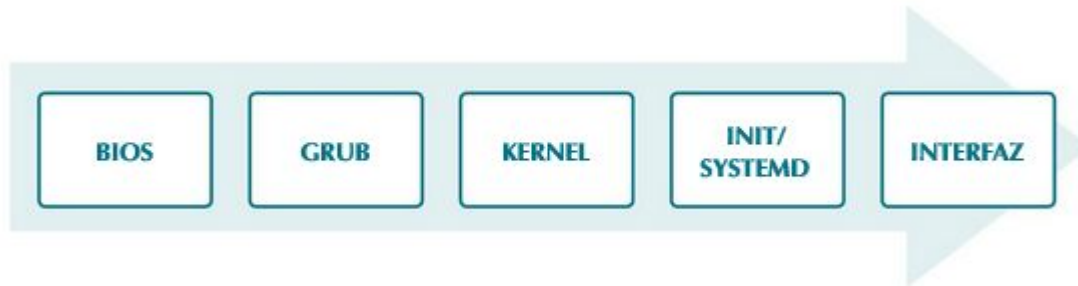 BIOS
GRUB
KERNEL
INIT/
SYSTEMD
INTERFAZ